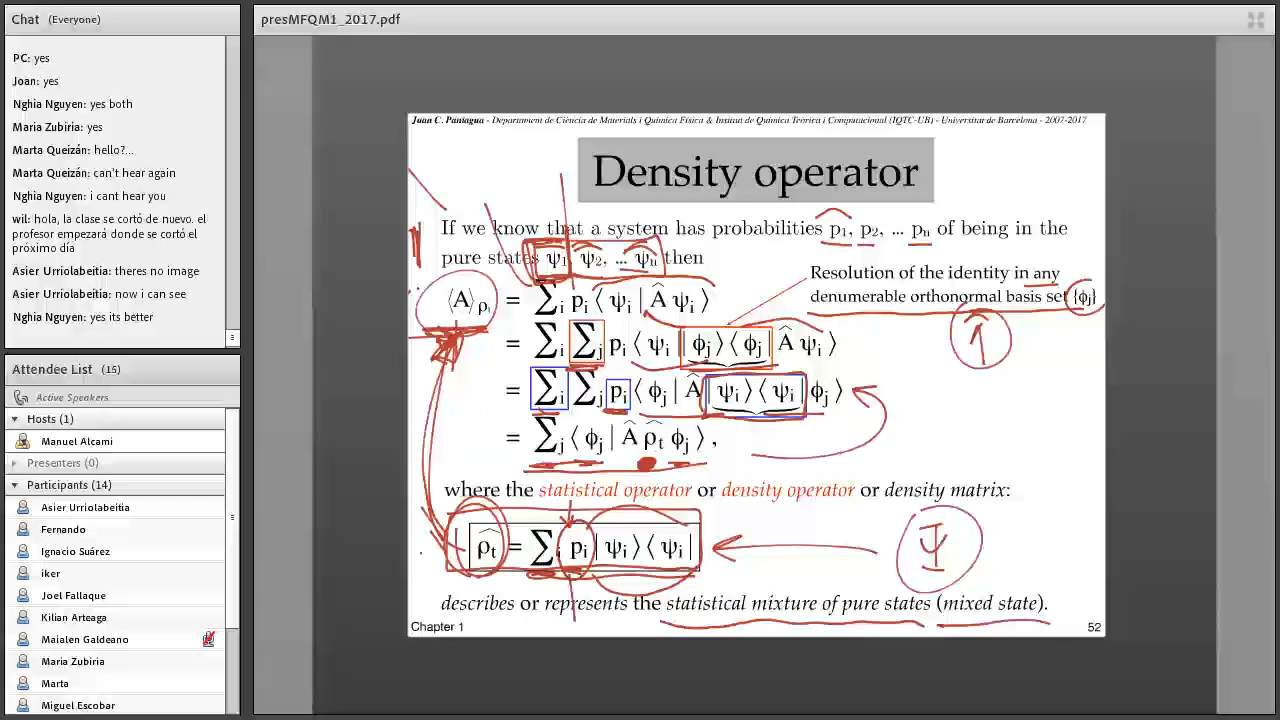 Chat (Everyone)
PC: yes
Joan: yes
Nghia Nguyen: yes both
Maria Zubiria: yes
Marta Queizán: hello?...
Marta Queizán: can't hear again
Nghia Nguyen: i cant hear you
wil: hola, la clase se cortó de nuevo. el
profesor empezará donde se cortó el
próximo día
Asier Urriolabeitia: theres no image
Asier Urriolabeitia: now i can see
Nghia Nguyen: yes its better
Attendee List (15)
Active Speakers
Hosts (1)
Manuel Alcami
Presenters (0)
Participants (14)
Asier Urriolabeitia
Fernando
Ignacio Suárez
iker
Joel Fallaque
Kilian Arteaga
Maialen Galdeano
Maria Zubiria
Marta
Miguel Escobar
presMFQM1_2017.pdf
Juan C. Paniagua - Departament de Ciència de Materials i Química Física & Institut de Química Teòrica i Computacional (IQTC-UB) - Universitat de Barcelona - 2007-2017
Density operator
If we know that a system has probabilities p₁, p₂, ... pₙ of being in the
pure states ψ₁, ψ₂, ... ψₙ then
Resolution of the identity in any
denumerable orthonormal basis set {ϕj}
⟨A⟩ρt = ∑i pi ⟨ ψi | Â ψi ⟩
= ∑i ∑j pi ⟨ ψi | ϕj ⟩⟨ ϕj | Â ψi ⟩
= ∑i ∑j pi ⟨ ϕj | Â | ψi ⟩⟨ ψi | ϕj ⟩
= ∑j ⟨ ϕj | Â ρ̂t ϕj ⟩ ,
where the statistical operator or density operator or density matrix:
ρ̂t = ∑i pi | ψi ⟩⟨ ψi |
Ψ
describes or represents the statistical mixture of pure states (mixed state).
Chapter 1
52